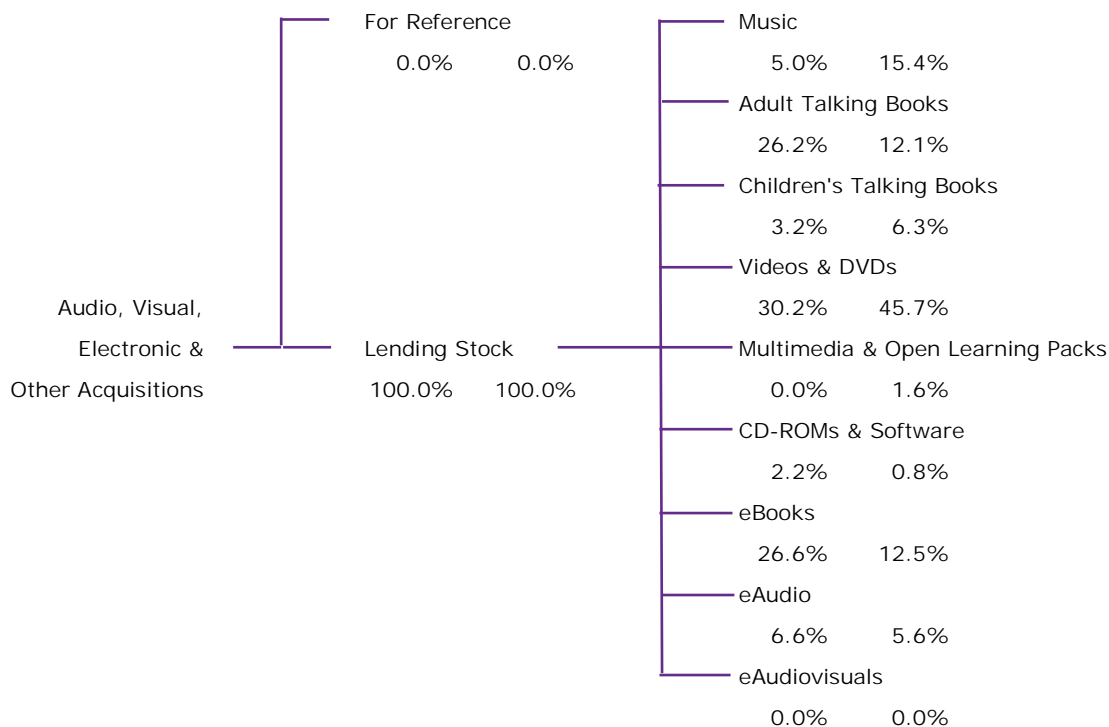 For Reference
0.0% 0.0%
Audio, Visual,
Electronic &
Other Acquisitions
Lending Stock
100.0% 100.0%
Music
5.0% 15.4%
Adult Talking Books
26.2% 12.1%
Children's Talking Books
3.2% 6.3%
Videos & DVDs
30.2% 45.7%
Multimedia & Open Learning Packs
0.0% 1.6%
CD-ROMs & Software
2.2% 0.8%
eBooks
26.6% 12.5%
eAudio
6.6% 5.6%
eAudiovisuals
0.0% 0.0%